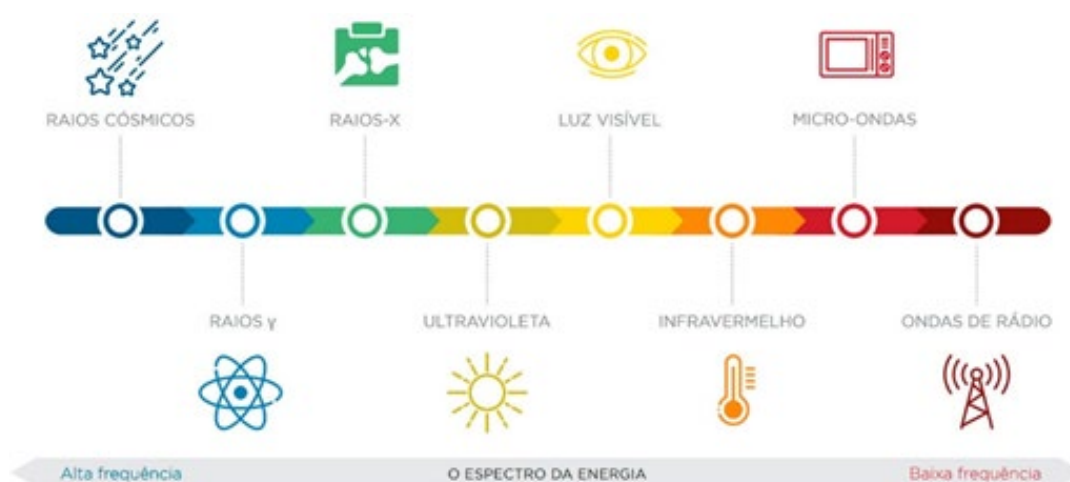 RAIOS CÓSMICOS
RAIOS-X
LUZ VISÍVEL
MICRO-ONDAS
RAIOS γ
ULTRAVIOLETA
INFRAVERMELHO
ONDAS DE RÁDIO
Alta frequência
O ESPECTRO DA ENERGIA
Baixa frequência